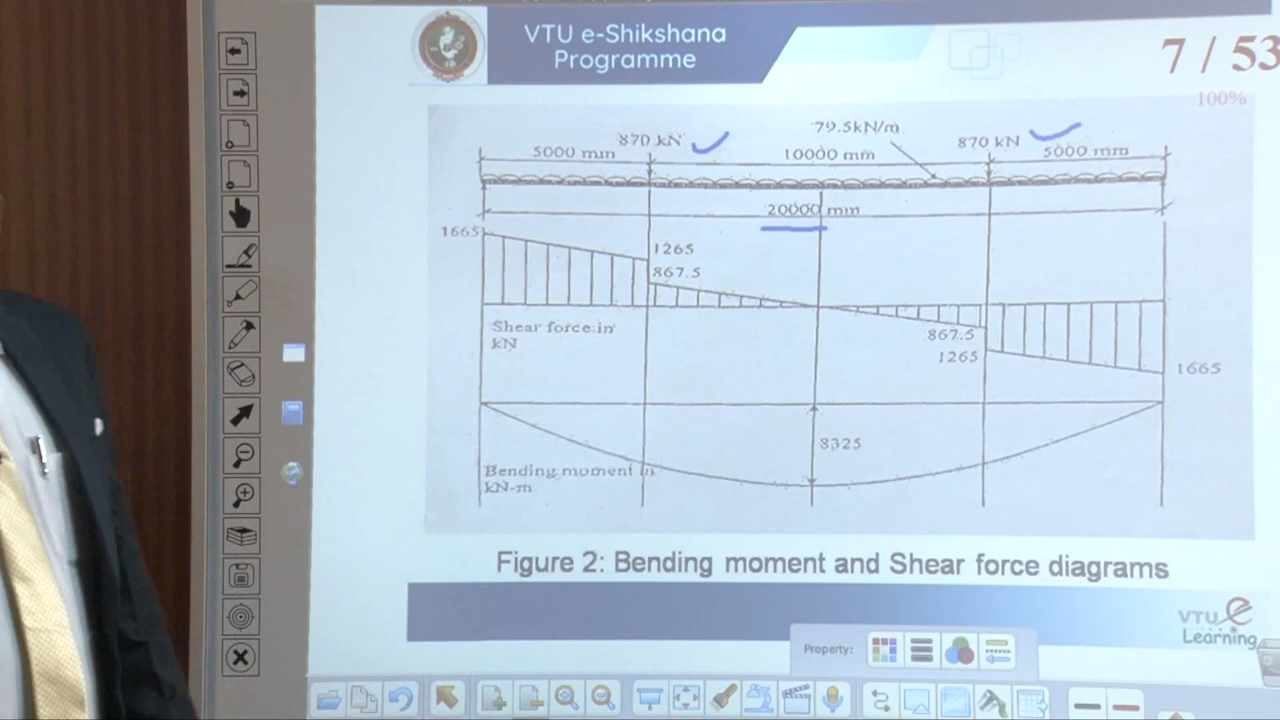 VTU e-Shikshana
Programme
7 / 53
100%
870 kN
79.5kN/m
870 kN
5000 mm
10000 mm
5000 mm
20000 mm
1665
1265
867.5
Shear force in
kN
867.5
1265
1665
8325
Bending moment in
kN-m
Figure 2: Bending moment and Shear force diagrams
VTU e
Learning
Property: